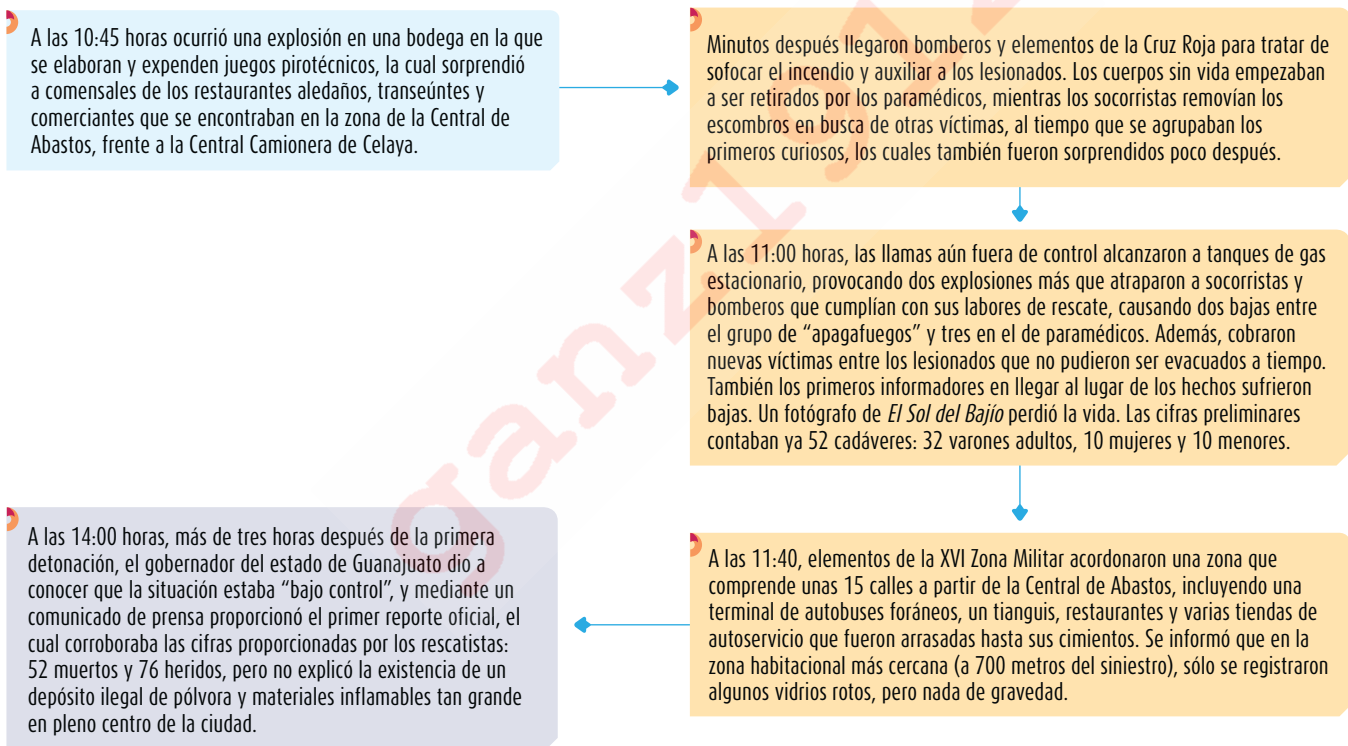 A las 10:45 horas ocurrió una explosión en una bodega en la que
se elaboran y expenden juegos pirotécnicos, la cual sorprendió
a comensales de los restaurantes aledaños, transeúntes y
comerciantes que se encontraban en la zona de la Central de
Abastos, frente a la Central Camionera de Celaya.
Minutos después llegaron bomberos y elementos de la Cruz Roja para tratar de
sofocar el incendio y auxiliar a los lesionados. Los cuerpos sin vida empezaban
a ser retirados por los paramédicos, mientras los socorristas removían los
escombros en busca de otras víctimas, al tiempo que se agrupaban los
primeros curiosos, los cuales también fueron sorprendidos poco después.
A las 11:00 horas, las llamas aún fuera de control alcanzaron a tanques de gas
estacionario, provocando dos explosiones más que atraparon a socorristas y
bomberos que cumplían con sus labores de rescate, causando dos bajas entre
el grupo de “apagafuegos” y tres en el de paramédicos. Además, cobraron
nuevas víctimas entre los lesionados que no pudieron ser evacuados a tiempo.
También los primeros informadores en llegar al lugar de los hechos sufrieron
bajas. Un fotógrafo de El Sol del Bajío perdió la vida. Las cifras preliminares
contaban ya 52 cadáveres: 32 varones adultos, 10 mujeres y 10 menores.
A las 11:40, elementos de la XVI Zona Militar acordonaron una zona que
comprende unas 15 calles a partir de la Central de Abastos, incluyendo una
terminal de autobuses foráneos, un tianguis, restaurantes y varias tiendas de
autoservicio que fueron arrasadas hasta sus cimientos. Se informó que en la
zona habitacional más cercana (a 700 metros del siniestro), sólo se registraron
algunos vidrios rotos, pero nada de gravedad.
A las 14:00 horas, más de tres horas después de la primera
detonación, el gobernador del estado de Guanajuato dio a
conocer que la situación estaba “bajo control”, y mediante un
comunicado de prensa proporcionó el primer reporte oficial, el
cual corroboraba las cifras proporcionadas por los rescatistas:
52 muertos y 76 heridos, pero no explicó la existencia de un
depósito ilegal de pólvora y materiales inflamables tan grande
en pleno centro de la ciudad.
ganz1912